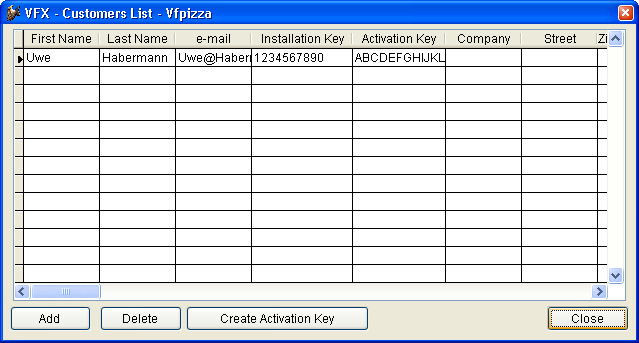 VFX - Customers List - Vfpizza
First Name Last Name e-mail Installation Key Activation Key Company Street Zi
Uwe Habermann Uwe@Haberr 1234567890 ABCDEFGHIJKL
Add Delete Create Activation Key Close